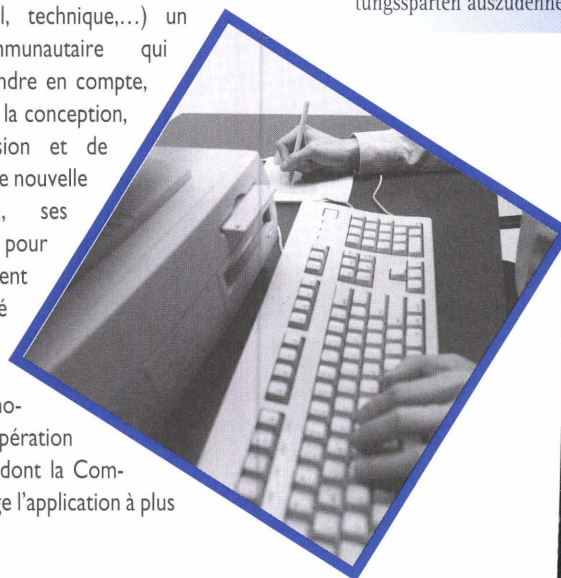 l, technique,...) un
mmunautaire qui
ndre en compte,
la conception,
sion et de
e nouvelle
, ses
pour
ent
é
no-
pération
dont la Com-
ge l'application à plus
tungssparten auszudehne